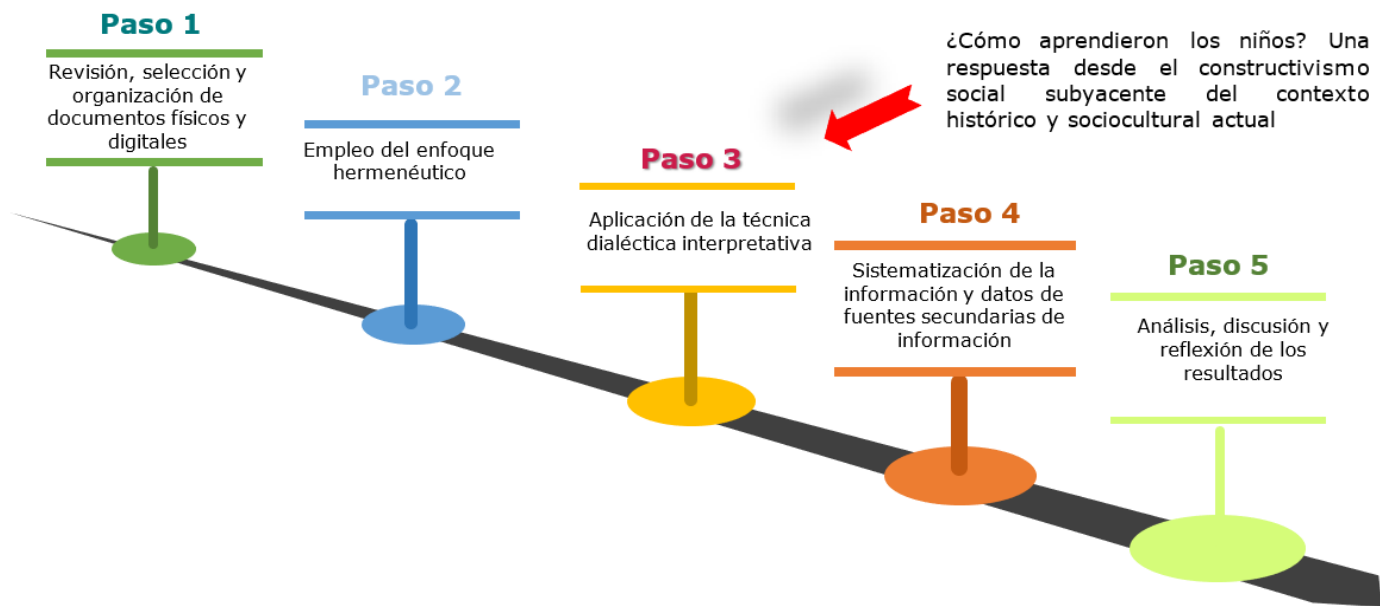 Paso 1
Revisión, selección y
organización de
documentos físicos y
digitales
Paso 2
Empleo del enfoque
hermenéutico
¿Cómo aprendieron los niños? Una
respuesta desde el constructivismo
social subyacente del contexto
histórico y sociocultural actual
Paso 3
Aplicación de la técnica
dialéctica interpretativa
Paso 4
Sistematización de la
información y datos de
fuentes secundarias de
información
Paso 5
Análisis, discusión y
reflexión de los
resultados